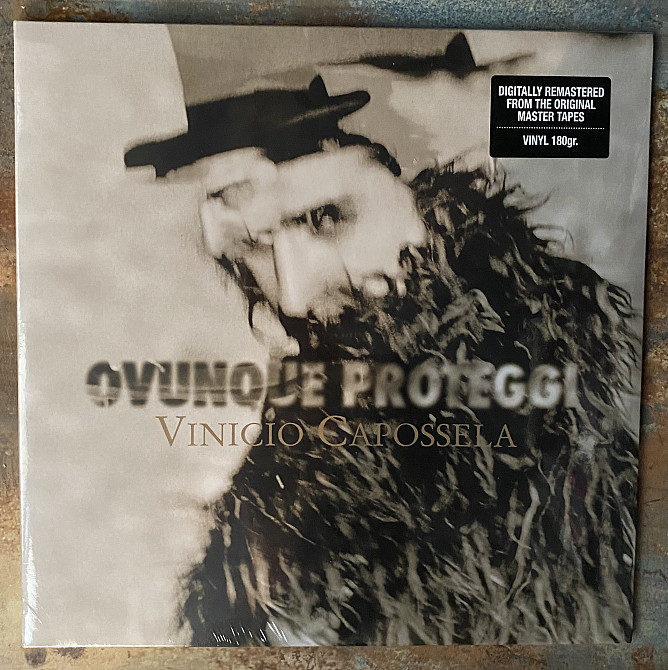 DIGITALLY REMASTERED
FROM THE ORIGINAL
MASTER TAPES
VINYL 180gr.
OVUNQUE PROTEGGI
VINICIO CAPOSSELA